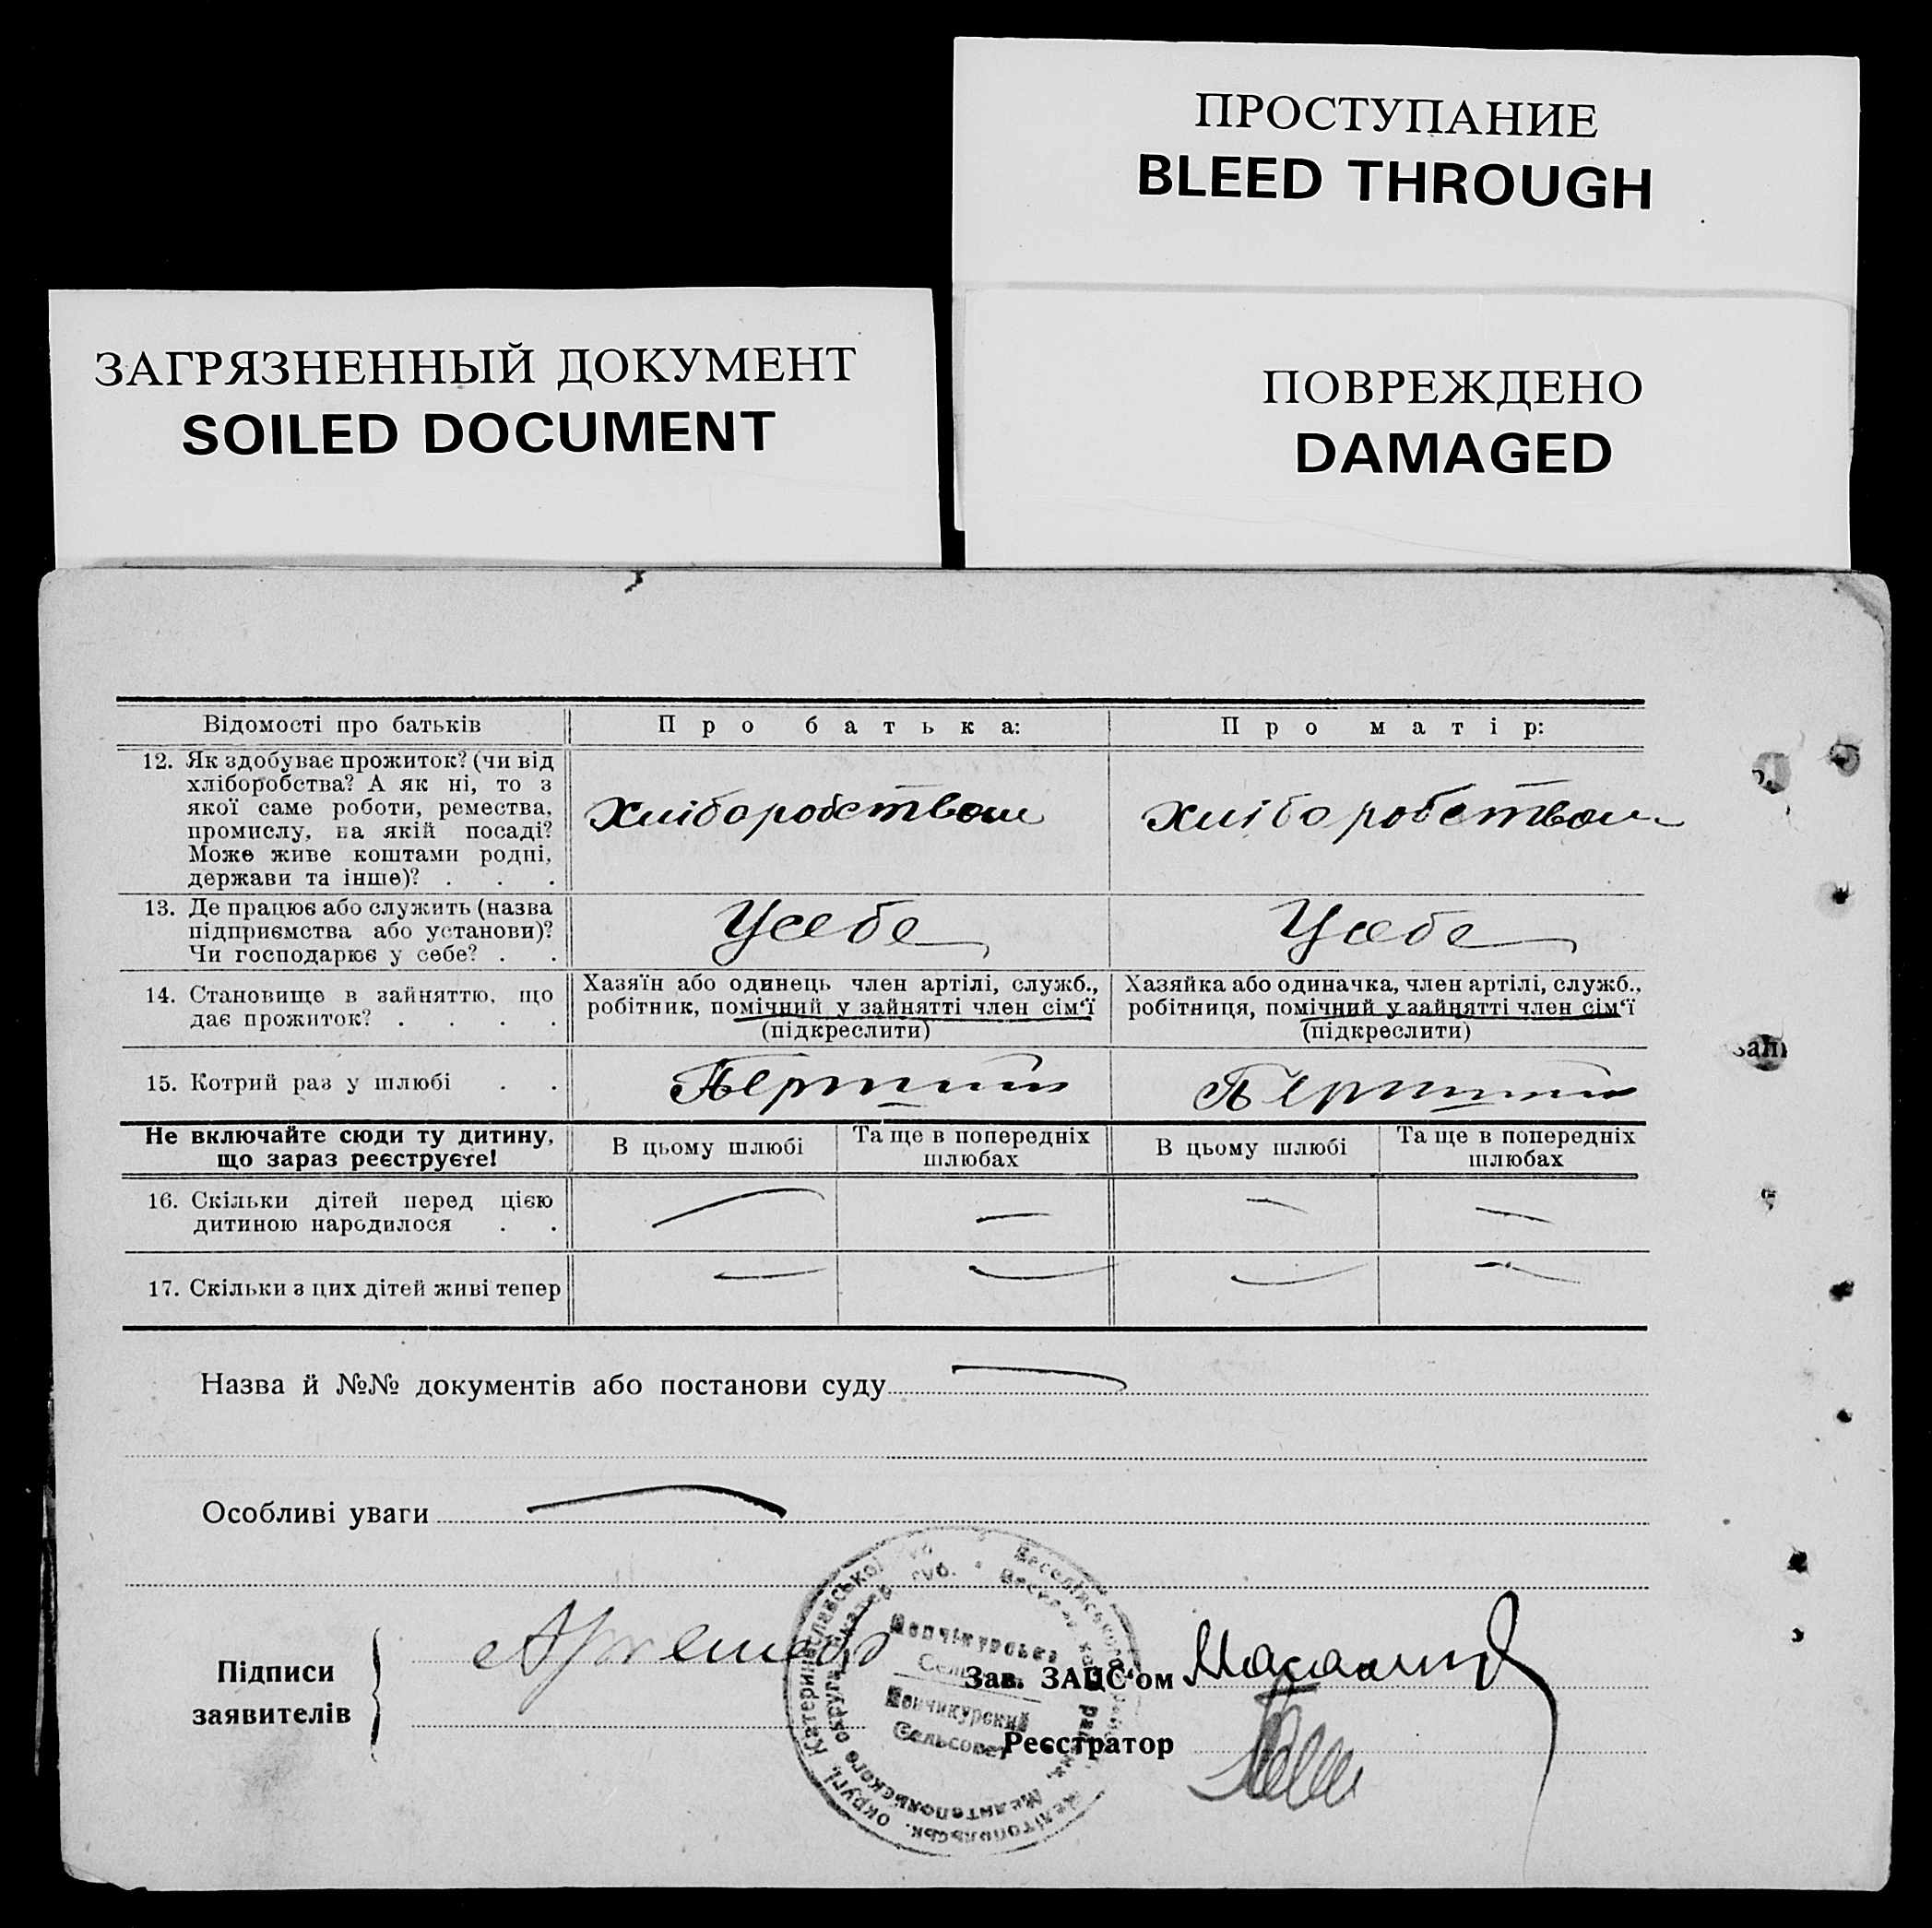 ПРОСТУПАНИЕ
BLEED THROUGH
ЗАГРЯЗНЕННЫЙ ДОКУМЕНТ
SOILED DOCUMENT
ПОВРЕЖДЕНО
DAMAGED
Відомості про батьків
Про батька:
Про матір:
12. Як здобуває прожиток? (чи від
хліборобства? А як ні, то з
якої саме роботи, ремества,
промислу, на якій посаді?
Може живе коштами родні,
держави та інше)? . . .
Хліборобством
Хліборобством
13. Де працює або служить (назва
підприємства або установи)?
Чи господарює у себе? . .
У себе
У себе
14. Становище в зайняттю, що
дає прожиток? . . . .
Хазяїн або одинець член артілі, служб.,
робітник, помічний у зайнятті член сім‘ї
(підкреслити)
Хазяйка або одиначка, член артілі, служб.,
робітниця, помічний у зайнятті член сім‘ї
(підкреслити)
15. Котрий раз у шлюбі . .
Перший
Перший
Не включайте сюди ту дитину,
що зараз реєструєте!
В цьому шлюбі
Та ще в попередніх
шлюбах
В цьому шлюбі
Та ще в попередніх
шлюбах
16. Скільки дітей перед цією
дитиною народилося . .
—
—
—
—
17. Скільки з цих дітей живі тепер
—
—
—
—
Назва й №№ документів або постанови суду —
Особливі уваги —
Підписи
заявителів
Зав. ЗАЦС‘ом
Реєстратор
Сельсовет